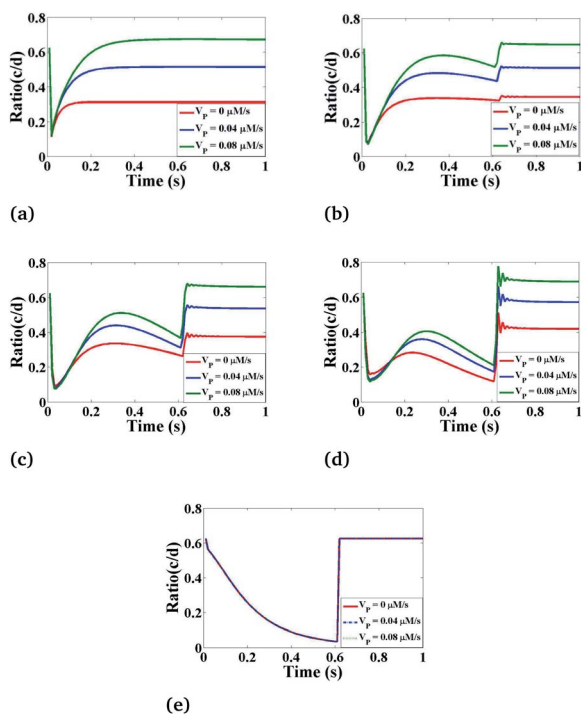 Ratio(c/d)
0.8
0.6
0.4
0.2
0
0 0.2 0.4 0.6 0.8 1
Time (s)
V_P = 0 μM/s
V_P = 0.04 μM/s
V_P = 0.08 μM/s
(a)
Ratio(c/d)
0.8
0.6
0.4
0.2
0
0 0.2 0.4 0.6 0.8 1
Time (s)
V_P = 0 μM/s
V_P = 0.04 μM/s
V_P = 0.08 μM/s
(b)
Ratio(c/d)
0.8
0.6
0.4
0.2
0
0 0.2 0.4 0.6 0.8 1
Time (s)
V_P = 0 μM/s
V_P = 0.04 μM/s
V_P = 0.08 μM/s
(c)
Ratio(c/d)
0.8
0.6
0.4
0.2
0
0 0.2 0.4 0.6 0.8 1
Time (s)
V_P = 0 μM/s
V_P = 0.04 μM/s
V_P = 0.08 μM/s
(d)
Ratio(c/d)
0.8
0.6
0.4
0.2
0
0 0.2 0.4 0.6 0.8 1
Time (s)
V_P = 0 μM/s
V_P = 0.04 μM/s
V_P = 0.08 μM/s
(e)